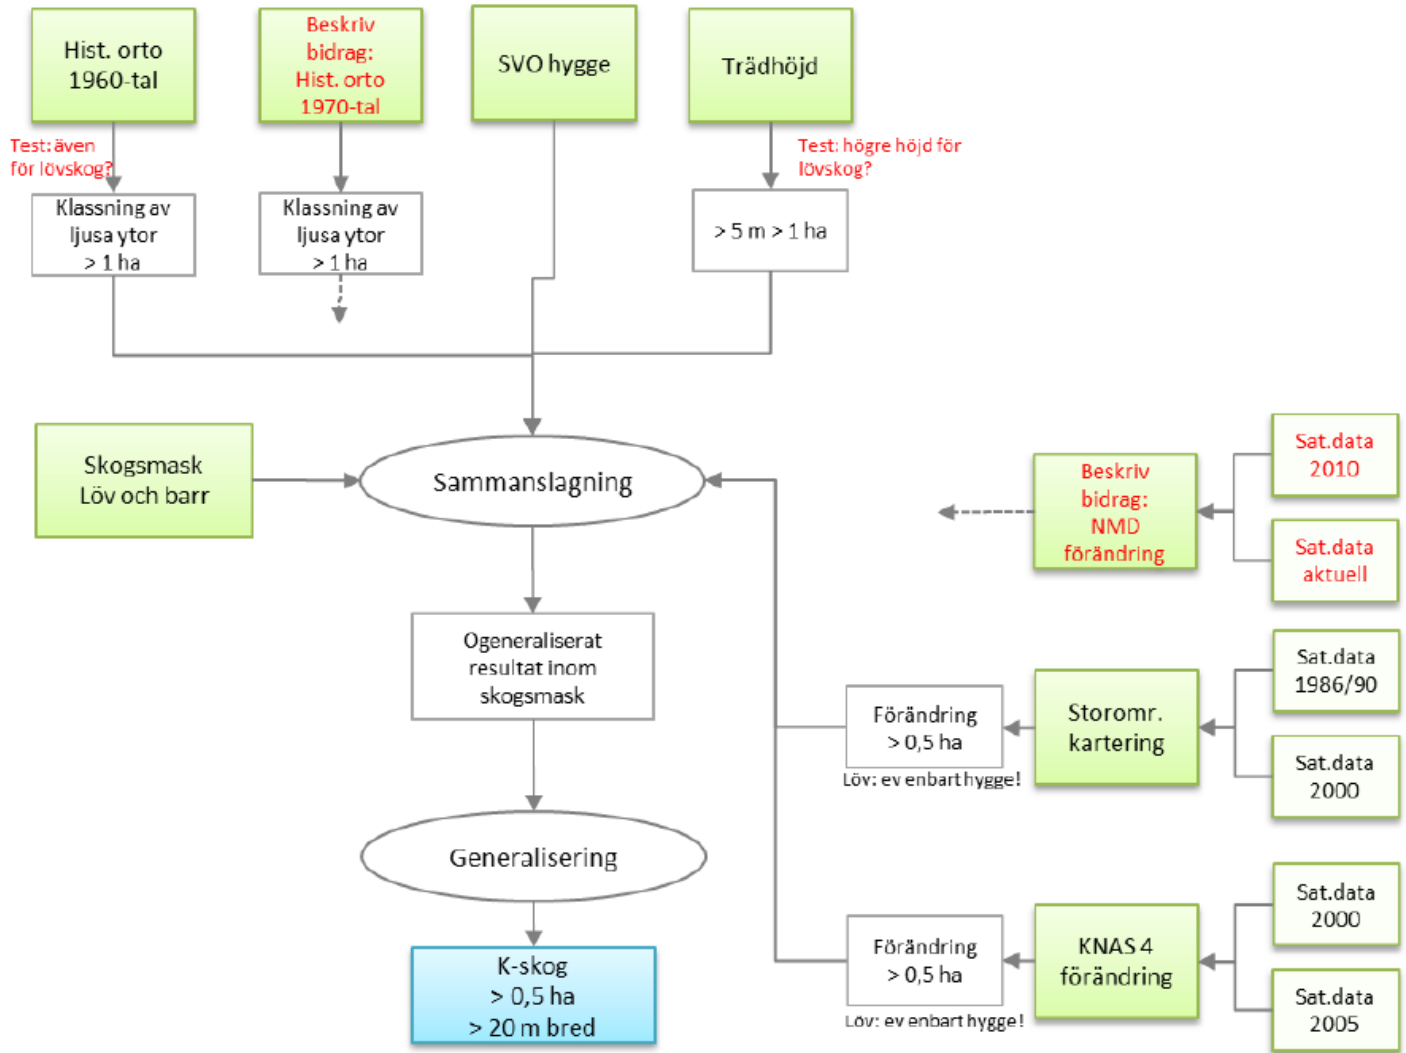 Hist. orto
1960-tal
Beskriv
bidrag:
Hist. orto
1970-tal
SVO hygge
Trädhöjd
Test: även
för lövskog?
Test: högre höjd för
lövskog?
Klassning av
ljusa ytor
> 1 ha
Klassning av
ljusa ytor
> 1 ha
> 5 m > 1 ha
Skogsmask
Löv och barr
Sammanslagning
Beskriv
bidrag:
NMD
förändring
Sat.data
2010
Sat.data
aktuell
Ogeneraliserat
resultat inom
skogsmask
Förändring
> 0,5 ha
Löv: ev enbart hygge!
Storomr.
kartering
Sat.data
1986/90
Sat.data
2000
Generalisering
Förändring
> 0,5 ha
Löv: ev enbart hygge!
KNAS 4
förändring
Sat.data
2000
Sat.data
2005
K-skog
> 0,5 ha
> 20 m bred